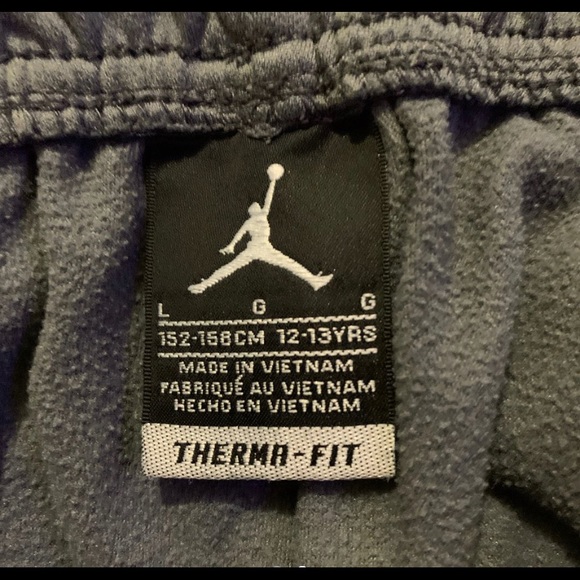 L G G
152-158CM 12-13YRS
MADE IN VIETNAM
FABRIQUÉ AU VIETNAM
HECHO EN VIETNAM
THERMA-FIT